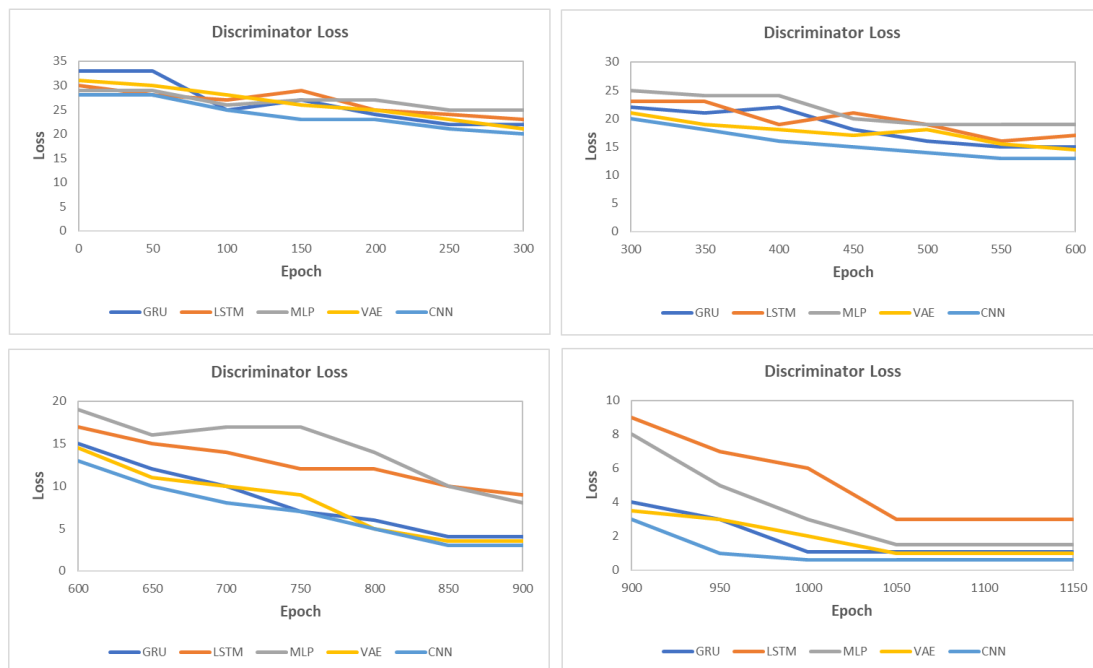 Discriminator Loss
35
30
25
20
15
10
5
0
0 50 100 150 200 250 300
Loss
Epoch
GRU LSTM MLP VAE CNN
Discriminator Loss
30
25
20
15
10
5
0
300 350 400 450 500 550 600
Loss
Epoch
GRU LSTM MLP VAE CNN
Discriminator Loss
20
15
10
5
0
600 650 700 750 800 850 900
Loss
Epoch
GRU LSTM MLP VAE CNN
Discriminator Loss
10
8
6
4
2
0
900 950 1000 1050 1100 1150
Loss
Epoch
GRU LSTM MLP VAE CNN